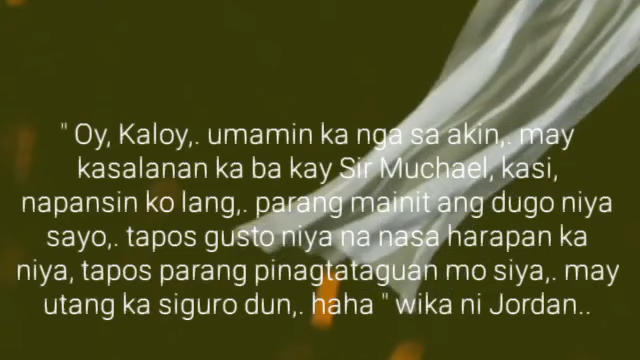 " Oy, Kaloy,. umamin ka nga sa akin,. may
kasalanan ka ba kay Sir Muchael, kasi,
napansin ko lang,. parang mainit ang dugo niya
sayo,. tapos gusto niya na nasa harapan ka
niya, tapos parang pinagtataguan mo siya,. may
utang ka siguro dun,. haha " wika ni Jordan..